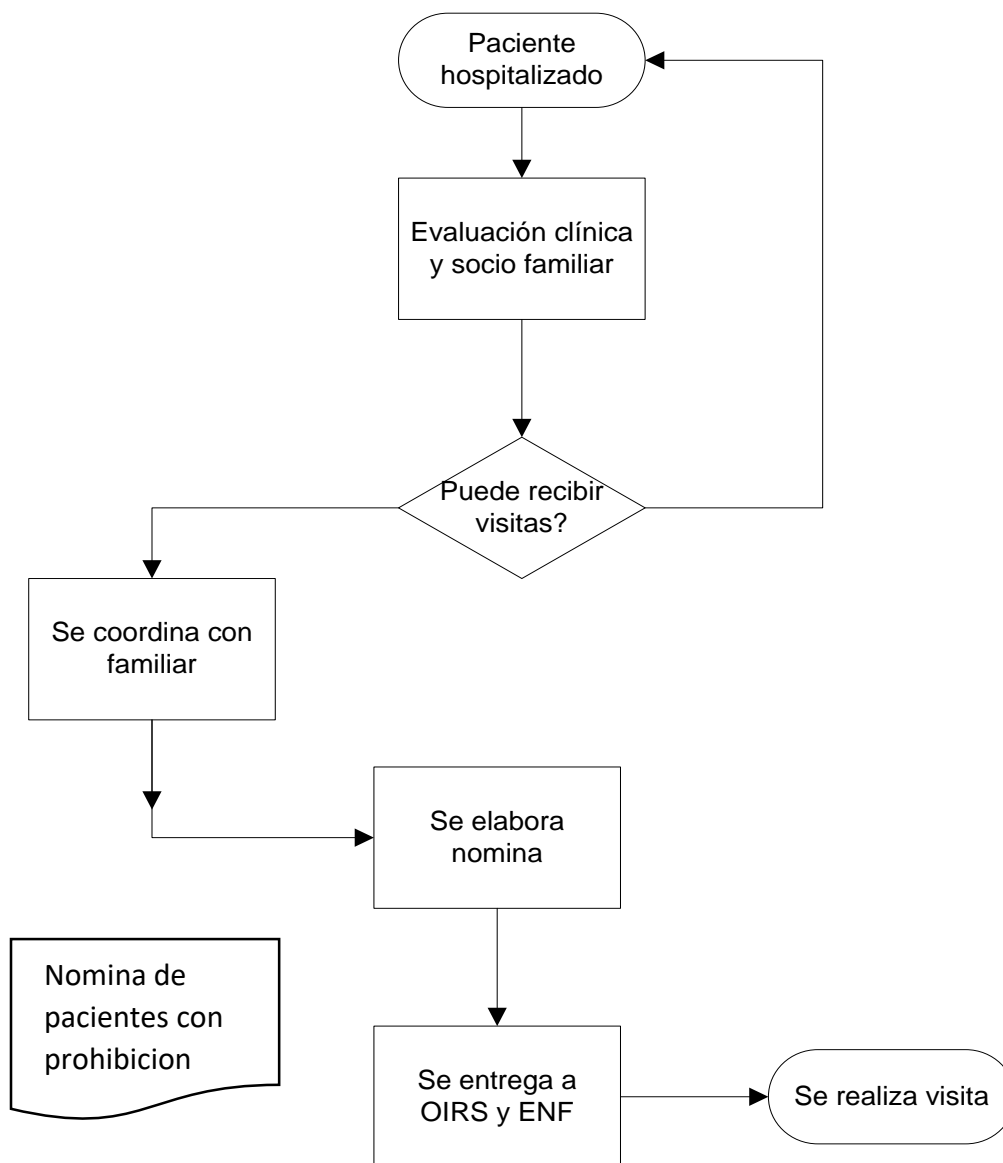 Paciente
hospitalizado
Evaluación clínica
y socio familiar
Puede recibir
visitas?
Se coordina con
familiar
Se elabora
nomina
Nomina de
pacientes con
prohibicion
Se entrega a
OIRS y ENF
Se realiza visita